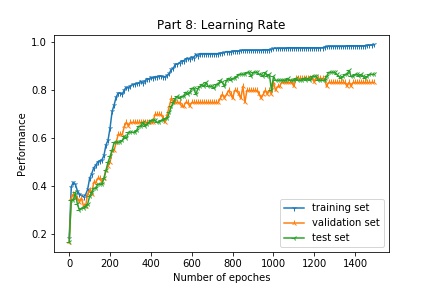 Part 8: Learning Rate
Performance
1.0
0.8
0.6
0.4
0.2
training set
validation set
test set
0 200 400 600 800 1000 1200 1400
Number of epoches